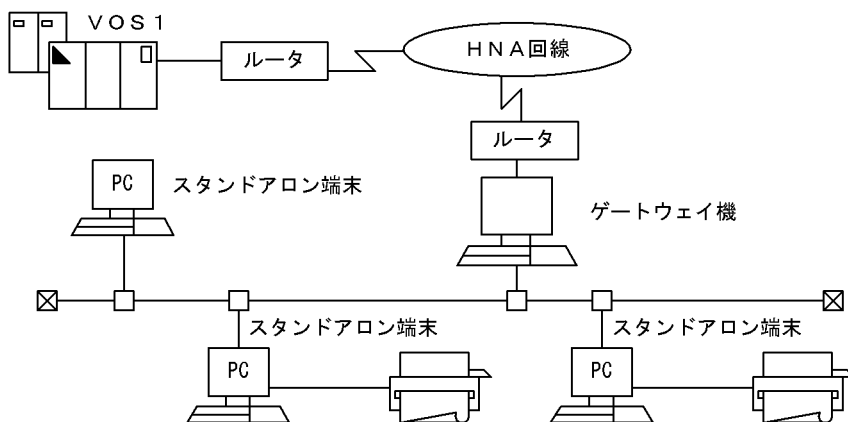 ＶＯＳ１
ルータ
ＨＮＡ回線
ルータ
PC
スタンドアロン端末
ゲートウェイ機
スタンドアロン端末
スタンドアロン端末
PC
PC